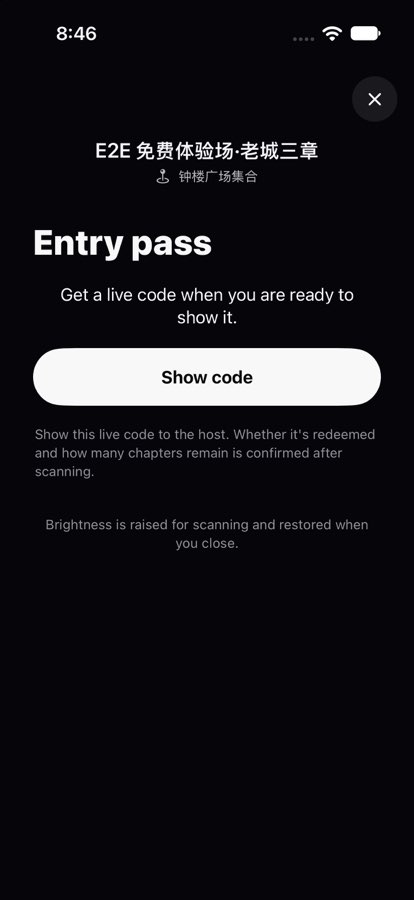 8:46
E2E 免费体验场·老城三章
钟楼广场集合
Entry pass
Get a live code when you are ready to
show it.
Show code
Show this live code to the host. Whether it's redeemed
and how many chapters remain is confirmed after
scanning.
Brightness is raised for scanning and restored when
you close.